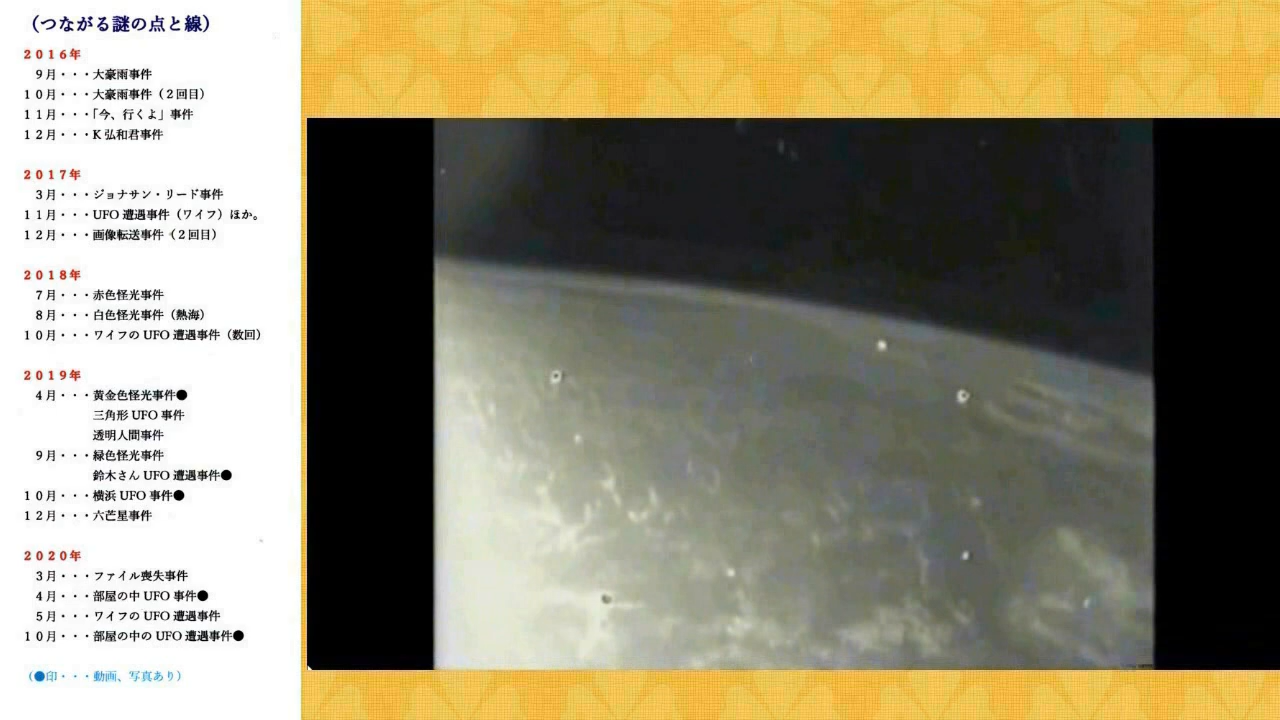 （つながる謎の点と線）
２０１６年
９月・・・大豪雨事件
１０月・・・大豪雨事件（２回目）
１１月・・・「今、行くよ」事件
１２月・・・K 弘和君事件
２０１７年
３月・・・ジョナサン・リード事件
１１月・・・UFO 遭遇事件（ワイフ）ほか。
１２月・・・画像転送事件（２回目）
２０１８年
７月・・・赤色怪光事件
８月・・・白色怪光事件（熱海）
１０月・・・ワイフの UFO 遭遇事件（数回）
２０１９年
４月・・・黄金色怪光事件●
三角形 UFO 事件
透明人間事件
９月・・・緑色怪光事件
鈴木さん UFO 遭遇事件●
１０月・・・横浜 UFO 事件●
１２月・・・六芒星事件
２０２０年
３月・・・ファイル喪失事件
４月・・・部屋の中 UFO 事件●
５月・・・ワイフの UFO 遭遇事件
１０月・・・部屋の中の UFO 遭遇事件●
（●印・・・動画、写真あり）